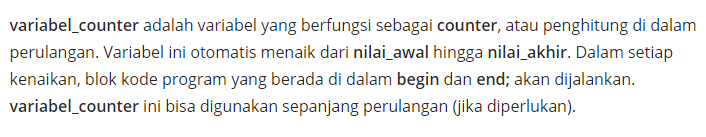 variabel_counter adalah variabel yang berfungsi sebagai counter, atau penghitung di dalam
perulangan. Variabel ini otomatis menaik dari nilai_awal hingga nilai_akhir. Dalam setiap
kenaikan, blok kode program yang berada di dalam begin dan end; akan dijalankan.
variabel_counter ini bisa digunakan sepanjang perulangan (jika diperlukan).